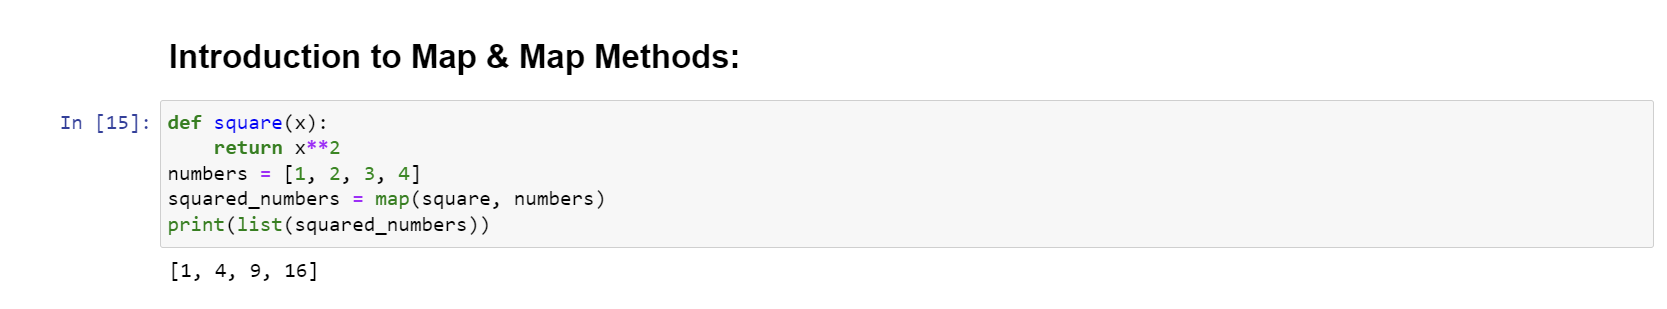 Introduction to Map & Map Methods:
In [15]: def square(x):
    return x**2
numbers = [1, 2, 3, 4]
squared_numbers = map(square, numbers)
print(list(squared_numbers))
[1, 4, 9, 16]